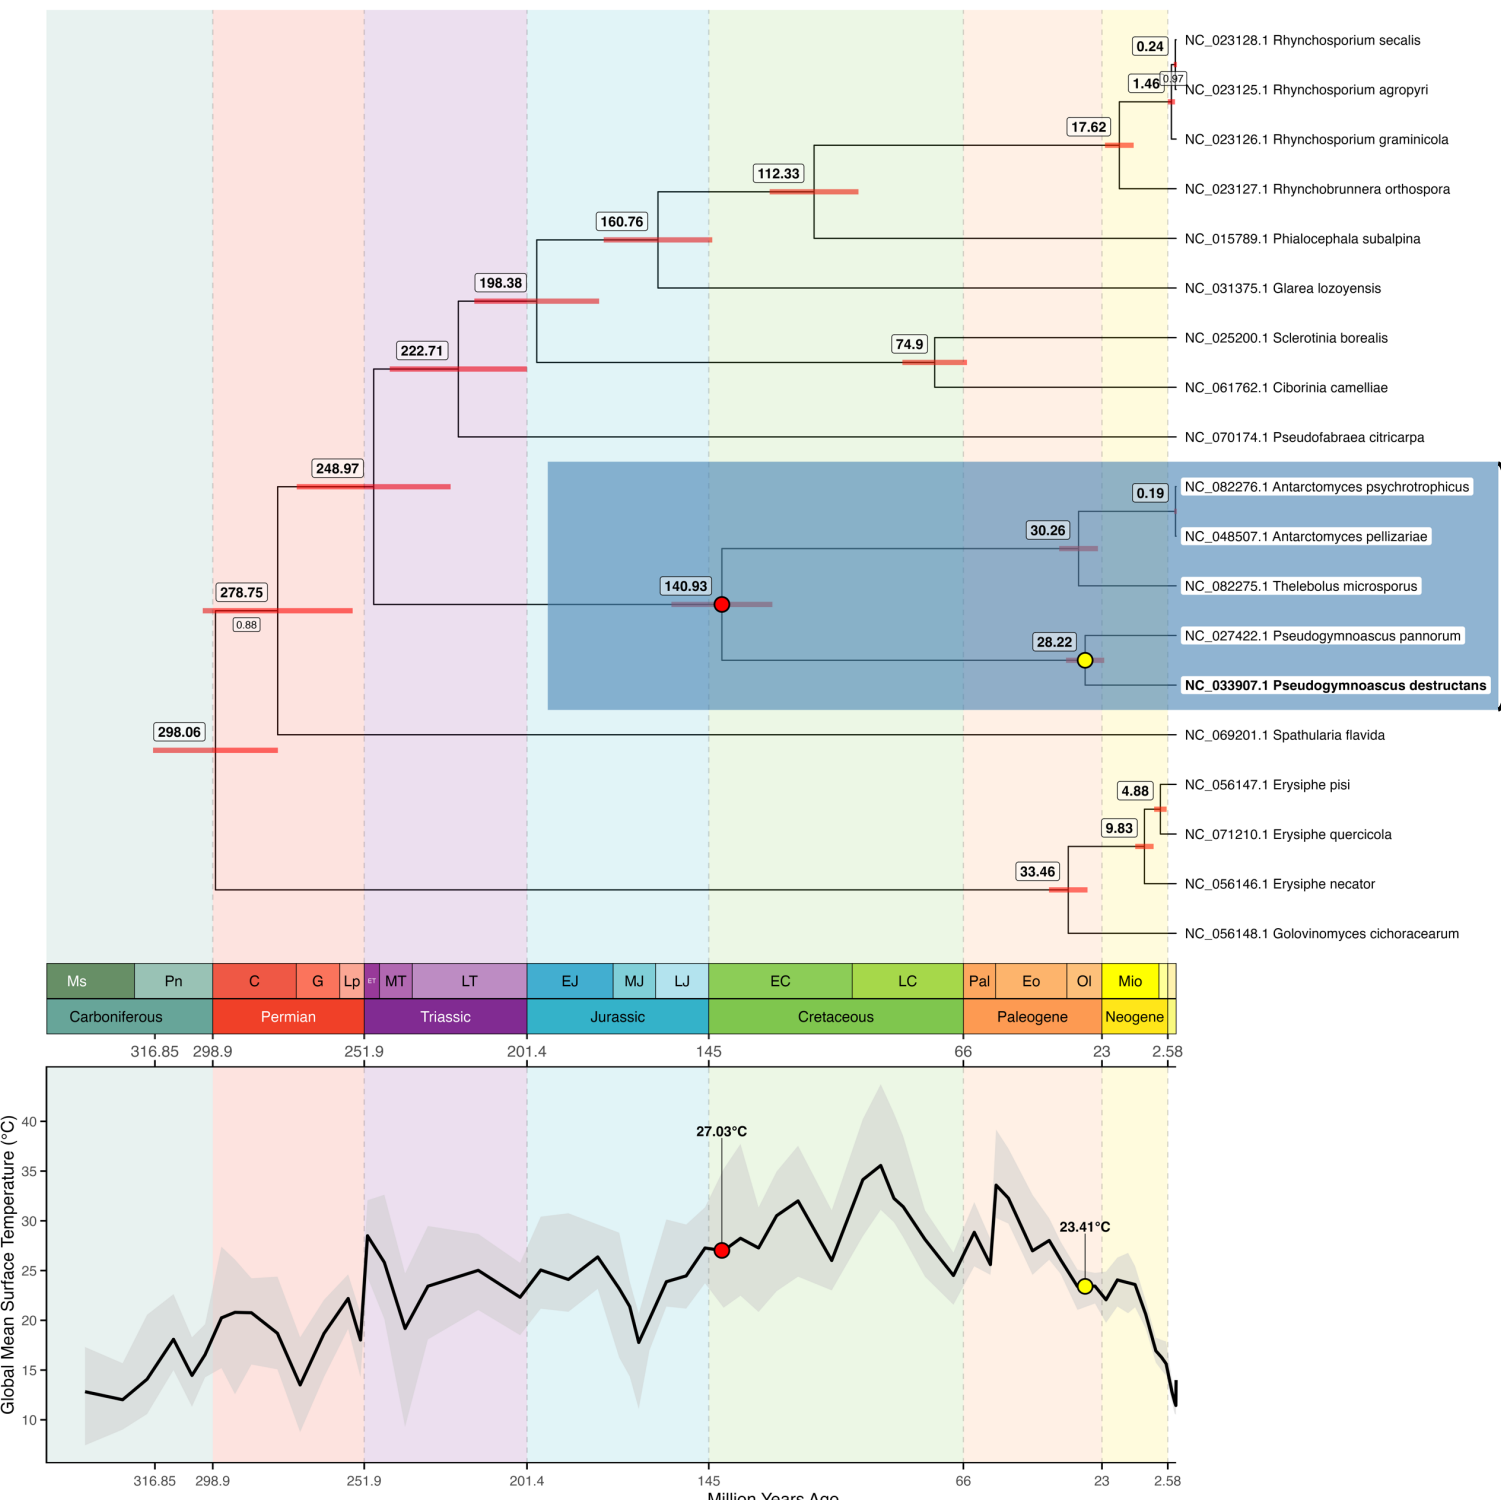 0.24
NC_023128.1 Rhynchosporium secalis
1.46
0.97
NC_023125.1 Rhynchosporium agropyri
17.62
NC_023126.1 Rhynchosporium graminicola
112.33
NC_023127.1 Rhynchobrunnera orthospora
160.76
NC_015789.1 Phialocephala subalpina
198.38
NC_031375.1 Glarea lozoyensis
74.9
NC_025200.1 Sclerotinia borealis
222.71
NC_061762.1 Ciborinia camelliae
NC_070174.1 Pseudofabraea citricarpa
248.97
0.19
NC_082276.1 Antarctomyces psychrotrophicus
30.26
NC_048507.1 Antarctomyces pellizariae
140.93
NC_082275.1 Thelebolus microsporus
278.75
0.88
28.22
NC_027422.1 Pseudogymnoascus pannorum
NC_033907.1 Pseudogymnoascus destructans
298.06
NC_069201.1 Spathularia flavida
4.88
NC_056147.1 Erysiphe pisi
9.83
NC_071210.1 Erysiphe quercicola
33.46
NC_056146.1 Erysiphe necator
NC_056148.1 Golovinomyces cichoracearum
Ms Pn C G Lp ET MT LT EJ MJ LJ EC LC Pal Eo Ol Mio
Carboniferous Permian Triassic Jurassic Cretaceous Paleogene Neogene
316.85 298.9 251.9 201.4 145 66 23 2.58
Global Mean Surface Temperature (°C)
40
35
30
25
20
15
10
27.03°C
23.41°C
316.85 298.9 251.9 201.4 145 66 23 2.58
Million Years Ago